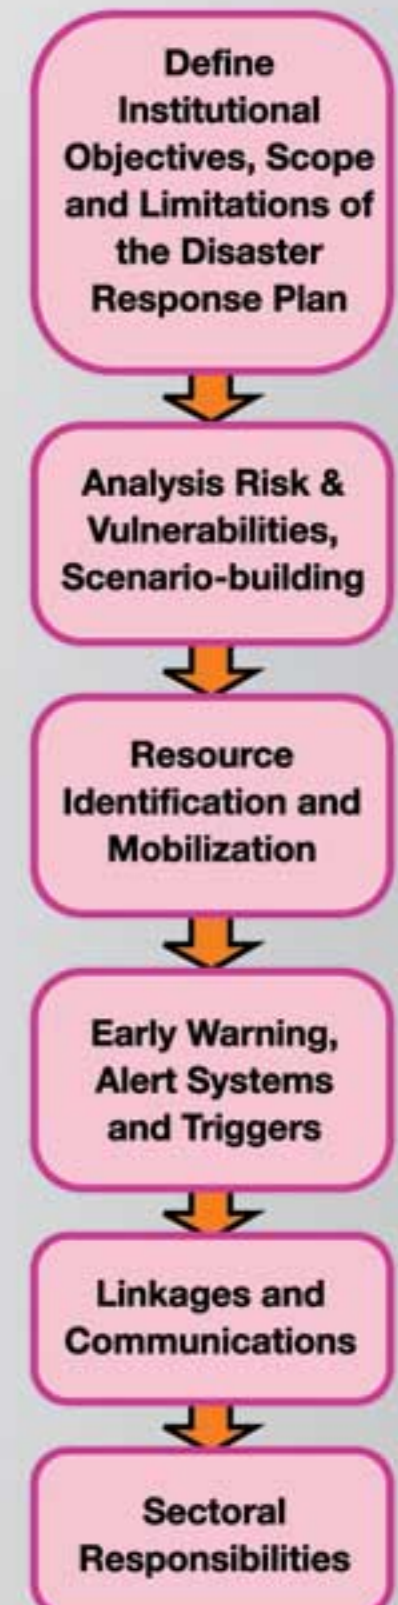 Define
Institutional
Objectives, Scope
and Limitations of
the Disaster
Response Plan
Analysis Risk &
Vulnerabilities,
Scenario-building
Resource
Identification and
Mobilization
Early Warning,
Alert Systems
and Triggers
Linkages and
Communications
Sectoral
Responsibilities